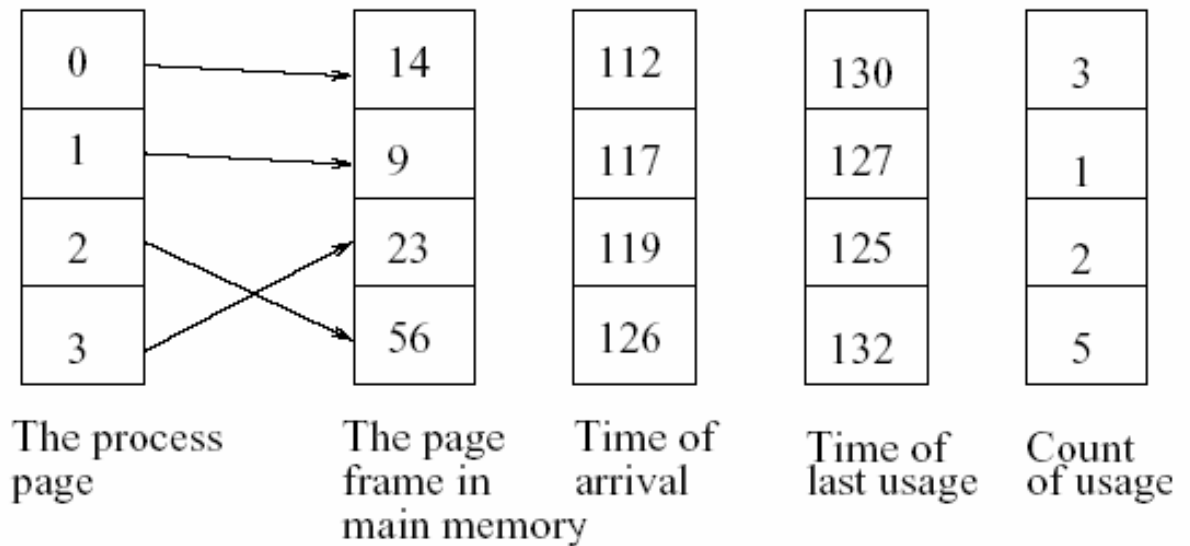 0 14 112 130 3
1 9 117 127 1
2 23 119 125 2
3 56 126 132 5
The process
page
The page
frame in
main memory
Time of
arrival
Time of
last usage
Count
of usage